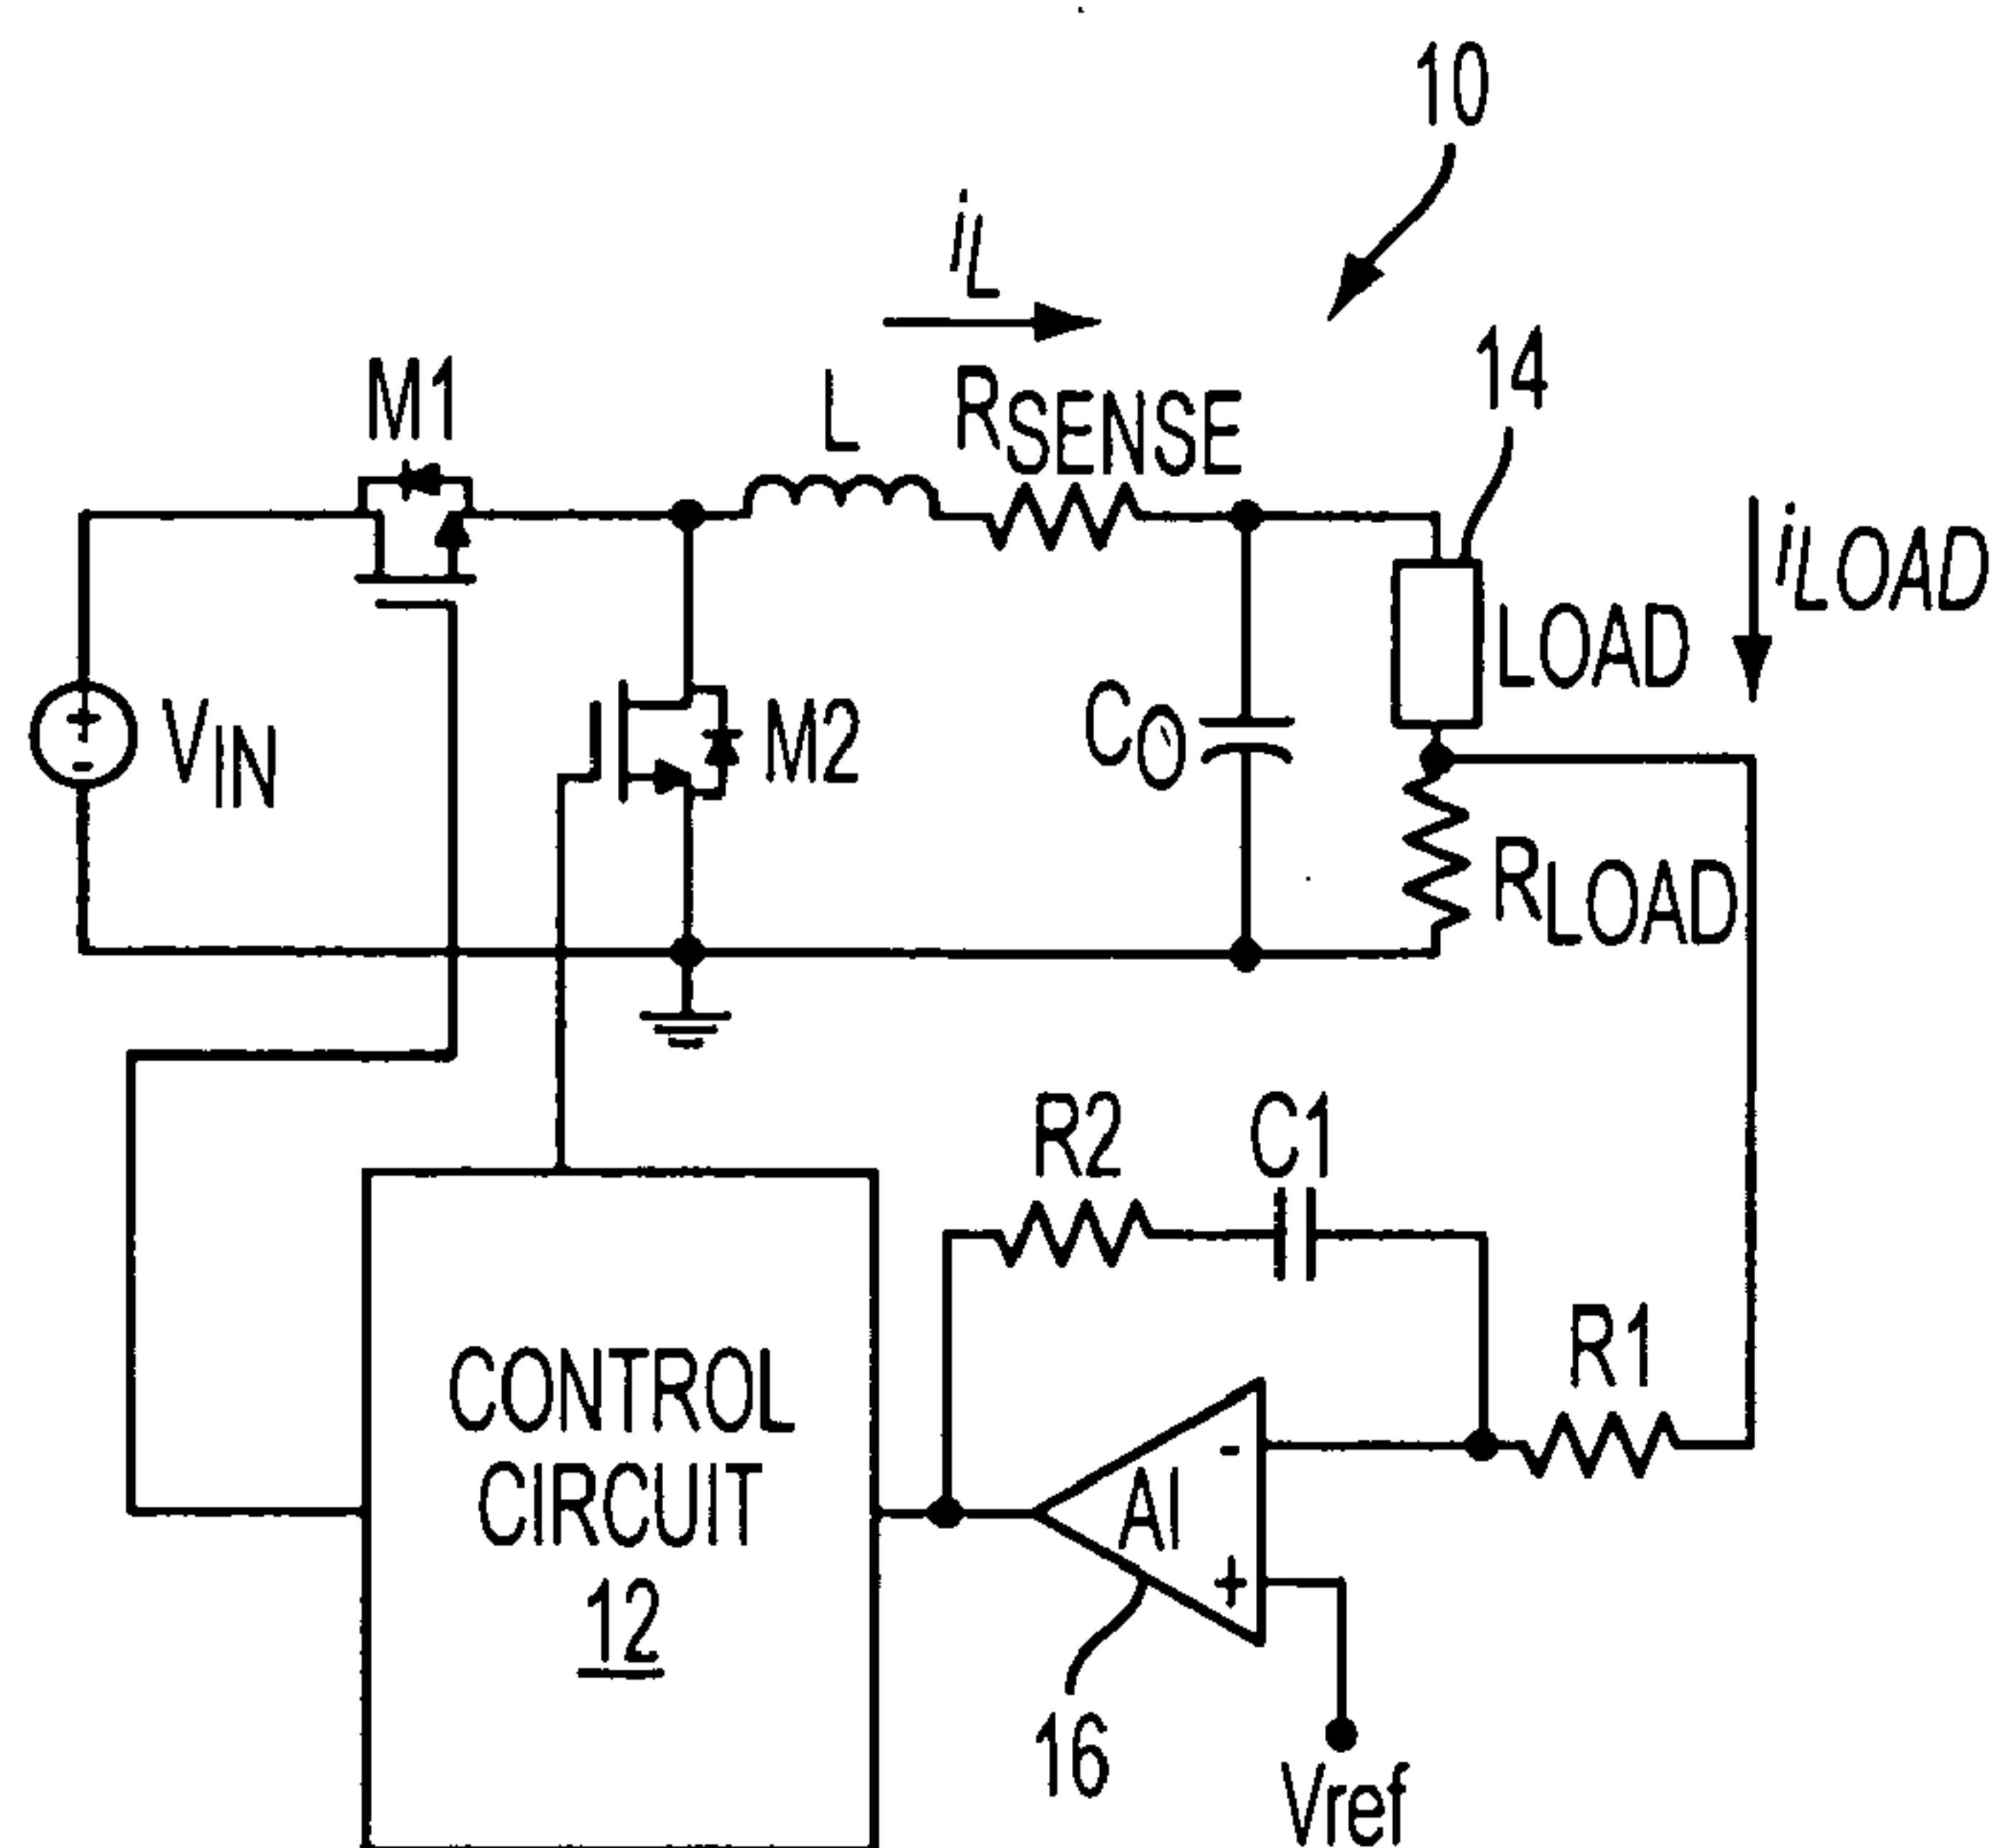 10
iL
14
M1
L
RSENSE
iLOAD
LOAD
VIN
+
-
M2
CO
RLOAD
R2
C1
R1
CONTROL
CIRCUIT
12
-
AI
+
16
Vref